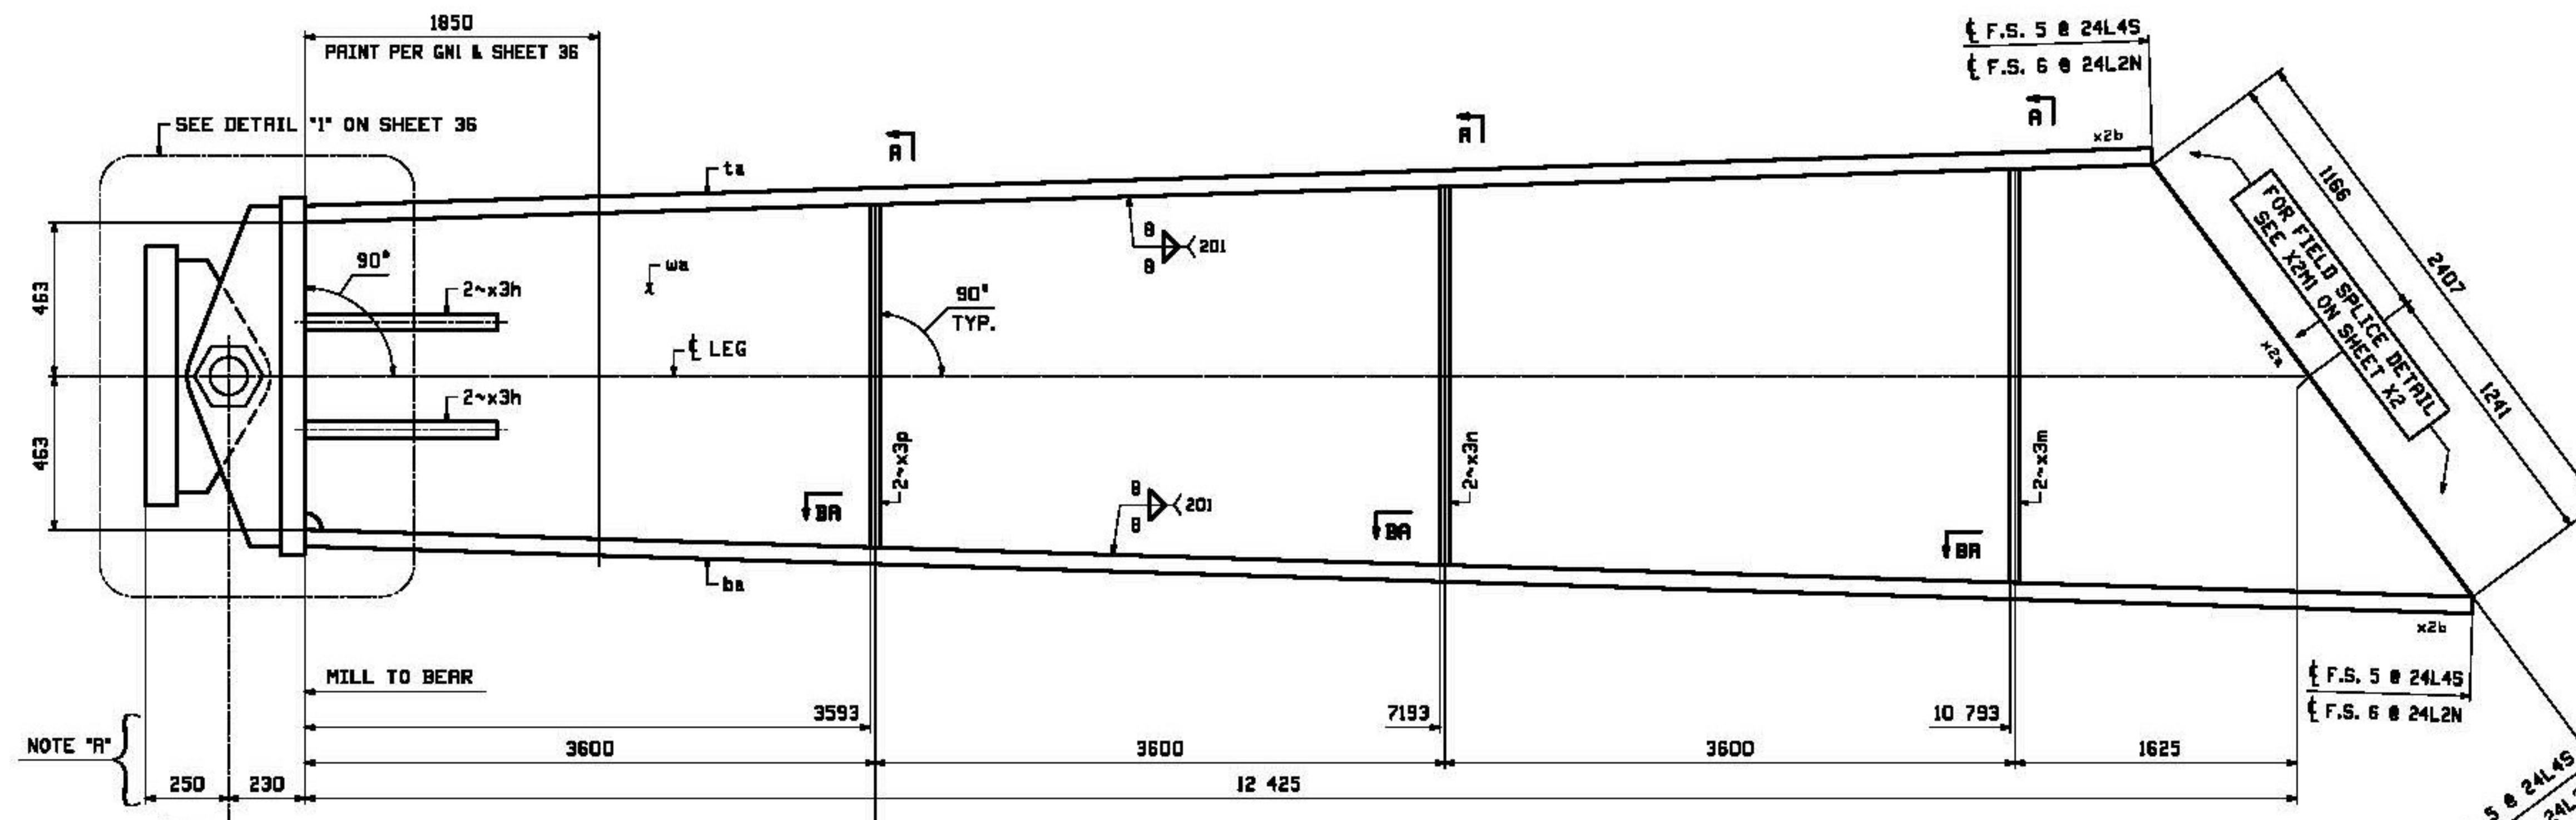 1850
PAINT PER GN1 & SHEET 36
℄ F.S. 5 @ 24L4S
℄ F.S. 6 @ 24L2N
SEE DETAIL "1" ON SHEET 36
A
A
A
x2b
ta
1166
2407
FOR FIELD SPLICE DETAIL
SEE X2M1 ON SHEET X2
8
8
201
463
90°
wa
2~x3h
90°
TYP.
℄ LEG
x2a
1241
2~x3h
463
2~x3p
2~x3n
2~x3m
8
8
201
BA
BA
BA
ba
x2b
MILL TO BEAR
℄ F.S. 5 @ 24L4S
℄ F.S. 6 @ 24L2N
3593
7193
10 793
NOTE "A"
3600
3600
3600
1625
250
230
12 425
5 @ 24L4S
24L